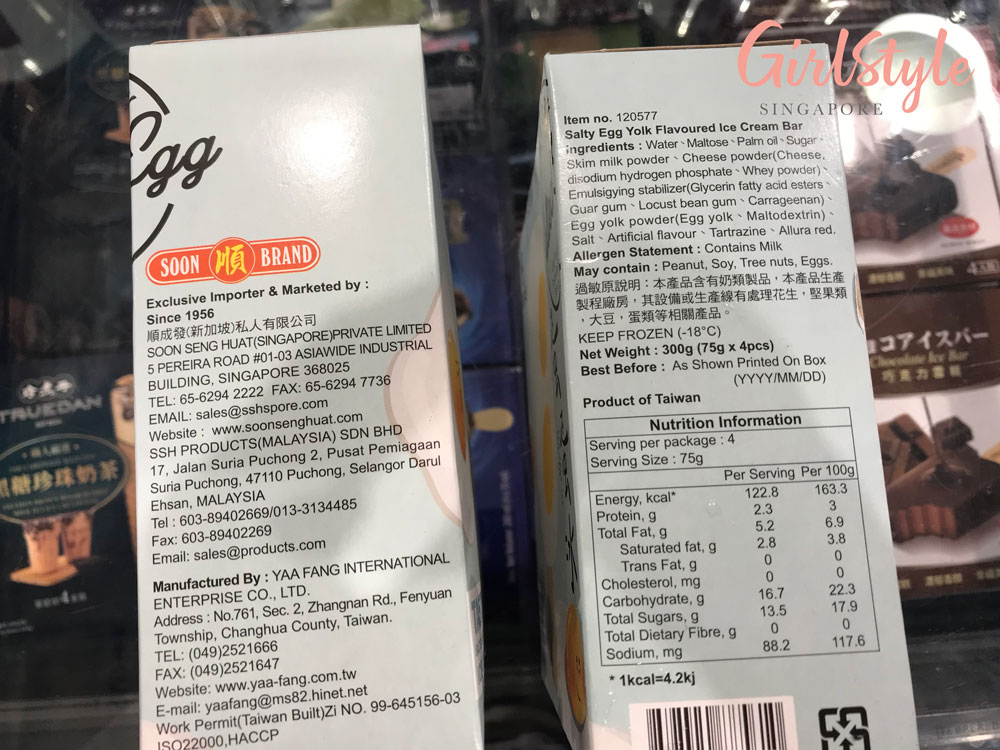 GirlStyle
SINGAPORE
Egg
SOON 順 BRAND
Exclusive Importer & Marketed by :
Since 1956
順成發(新加坡)私人有限公司
SOON SENG HUAT(SINGAPORE)PRIVATE LIMITED
5 PEREIRA ROAD #01-03 ASIAWIDE INDUSTRIAL
BUILDING, SINGAPORE 368025
TEL: 65-6294 2222 FAX: 65-6294 7736
EMAIL: sales@sshspore.com
Website : www.soonsenghuat.com
SSH PRODUCTS(MALAYSIA) SDN BHD
17, Jalan Suria Puchong 2, Pusat Perniagaan
Suria Puchong, 47110 Puchong, Selangor Darul
Ehsan, MALAYSIA
Tel : 603-89402669/013-3134485
Fax: 603-89402269
Email: sales@products.com
Manufactured By : YAA FANG INTERNATIONAL
ENTERPRISE CO., LTD.
Address : No.761, Sec. 2, Zhangnan Rd., Fenyuan
Township, Changhua County, Taiwan.
TEL: (049)2521666
FAX: (049)2521647
Website: www.yaa-fang.com.tw
E-mail: yaafang@ms82.hinet.net
Work Permit(Taiwan Built)Zi NO. 99-645156-03
ISO22000,HACCP
Item no. 120577
Salty Egg Yolk Flavoured Ice Cream Bar
Ingredients : Water、Maltose、Palm oil、Sugar、
Skim milk powder、Cheese powder(Cheese,
disodium hydrogen phosphate、Whey powder)、
Emulsigying stabilizer(Glycerin fatty acid esters、
Guar gum、Locust bean gum、Carrageenan)、
Egg yolk powder(Egg yolk、Maltodextrin)、
Salt、Artificial flavour、Tartrazine、Allura red.
Allergen Statement : Contains Milk
May contain : Peanut, Soy, Tree nuts, Eggs.
過敏原說明：本產品含有奶類製品，本產品生產
製程廠房，其設備或生產線有處理花生，堅果類
，大豆，蛋類等相關產品。
KEEP FROZEN (-18°C)
Net Weight : 300g (75g x 4pcs)
Best Before : As Shown Printed On Box
(YYYY/MM/DD)
Product of Taiwan
Nutrition Information
Serving per package : 4
Serving Size : 75g
Per Serving Per 100g
Energy, kcal* 122.8 163.3
Protein, g 2.3 3
Total Fat, g 5.2 6.9
Saturated fat, g 2.8 3.8
Trans Fat, g 0 0
Cholesterol, mg 0 0
Carbohydrate, g 16.7 22.3
Total Sugars, g 13.5 17.9
Total Dietary Fibre, g 0 0
Sodium, mg 88.2 117.6
* 1kcal=4.2kj
TRUEDAN
黑糖珍珠奶茶
コアイスバー
Chocolate Ice Bar
巧克力雪糕